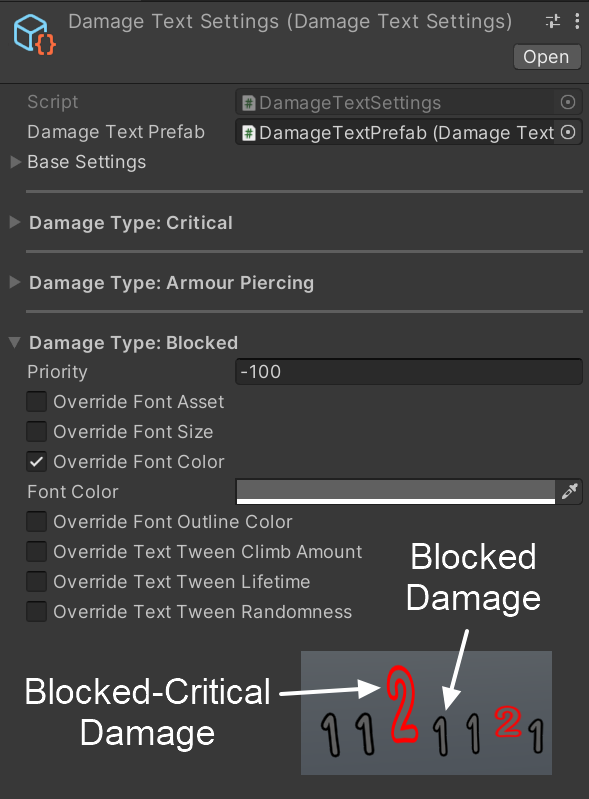 Damage Text Settings (Damage Text Settings)
Open
Script
# DamageTextSettings
Damage Text Prefab
# DamageTextPrefab (Damage Text
Base Settings
Damage Type: Critical
Damage Type: Armour Piercing
Damage Type: Blocked
Priority
-100
Override Font Asset
Override Font Size
Override Font Color
Font Color
Override Font Outline Color
Override Text Tween Climb Amount
Override Text Tween Lifetime
Override Text Tween Randomness
Blocked
Damage
Blocked-Critical
Damage
1 1 2 1 1 2 1